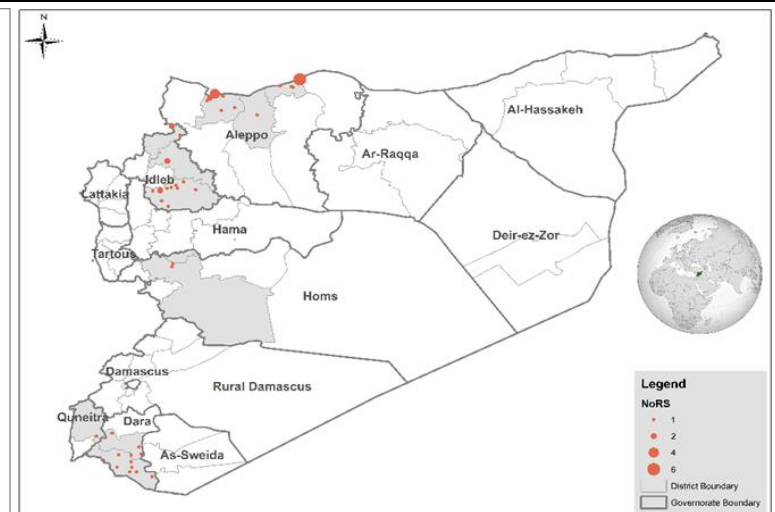 N
Al-Hassakeh
Aleppo
Ar-Raqqa
Idleb
Lattakia
Hama
Deir-ez-Zor
Tartous
Homs
Damascus
Rural Damascus
Quneitra
Dara
As-Sweida
Legend
NoRS
1
2
4
6
District Boundary
Governorate Boundary